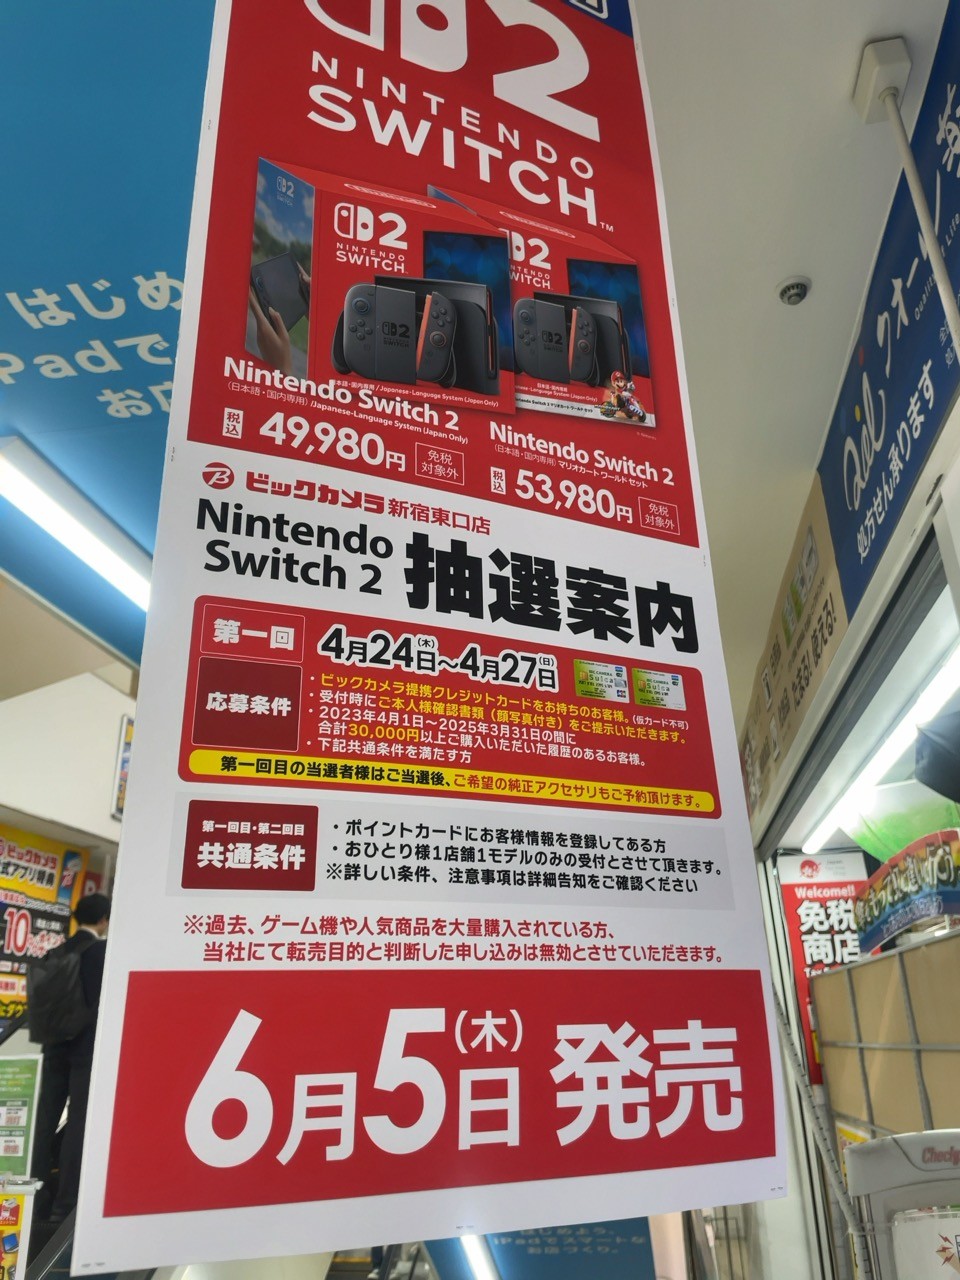 2
NINTENDO
SWITCH™
2
NINTENDO
SWITCH
2
NINTENDO
SWITCH
Nintendo Switch 2
(日本語・国内専用)/Japanese-Language System (Japan Only)
税込 49,980円 免税対象外
Nintendo Switch 2
(日本語・国内専用) マリオカート ワールド セット
税込 53,980円 免税対象外
ビックカメラ 新宿東口店
Nintendo
Switch 2 抽選案内
第一回 4月24日(木)~4月27日(日)
応募条件
・ビックカメラ提携クレジットカードをお持ちのお客様。(仮カード不可)
・受付時にご本人様確認書類(顔写真付き)をご提示いただきます。
・2023年4月1日~2025年3月31日の間に
合計30,000円以上ご購入いただいた履歴のあるお客様。
・下記共通条件を満たす方
第一回目の当選者様はご当選後、ご希望の純正アクセサリもご予約頂けます。
第一回目・第二回目
共通条件
・ポイントカードにお客様情報を登録してある方
・おひとり様1店舗1モデルのみの受付とさせて頂きます。
※詳しい条件、注意事項は詳細告知をご確認ください
※過去、ゲーム機や人気商品を大量購入されている方、
当社にて転売目的と判断した申し込みは無効とさせていただきます。
6月5日(木)発売
はじめ
Padで
お店
処方せん承ります
Welcome!!
免税
商店
ビックカメラ
10